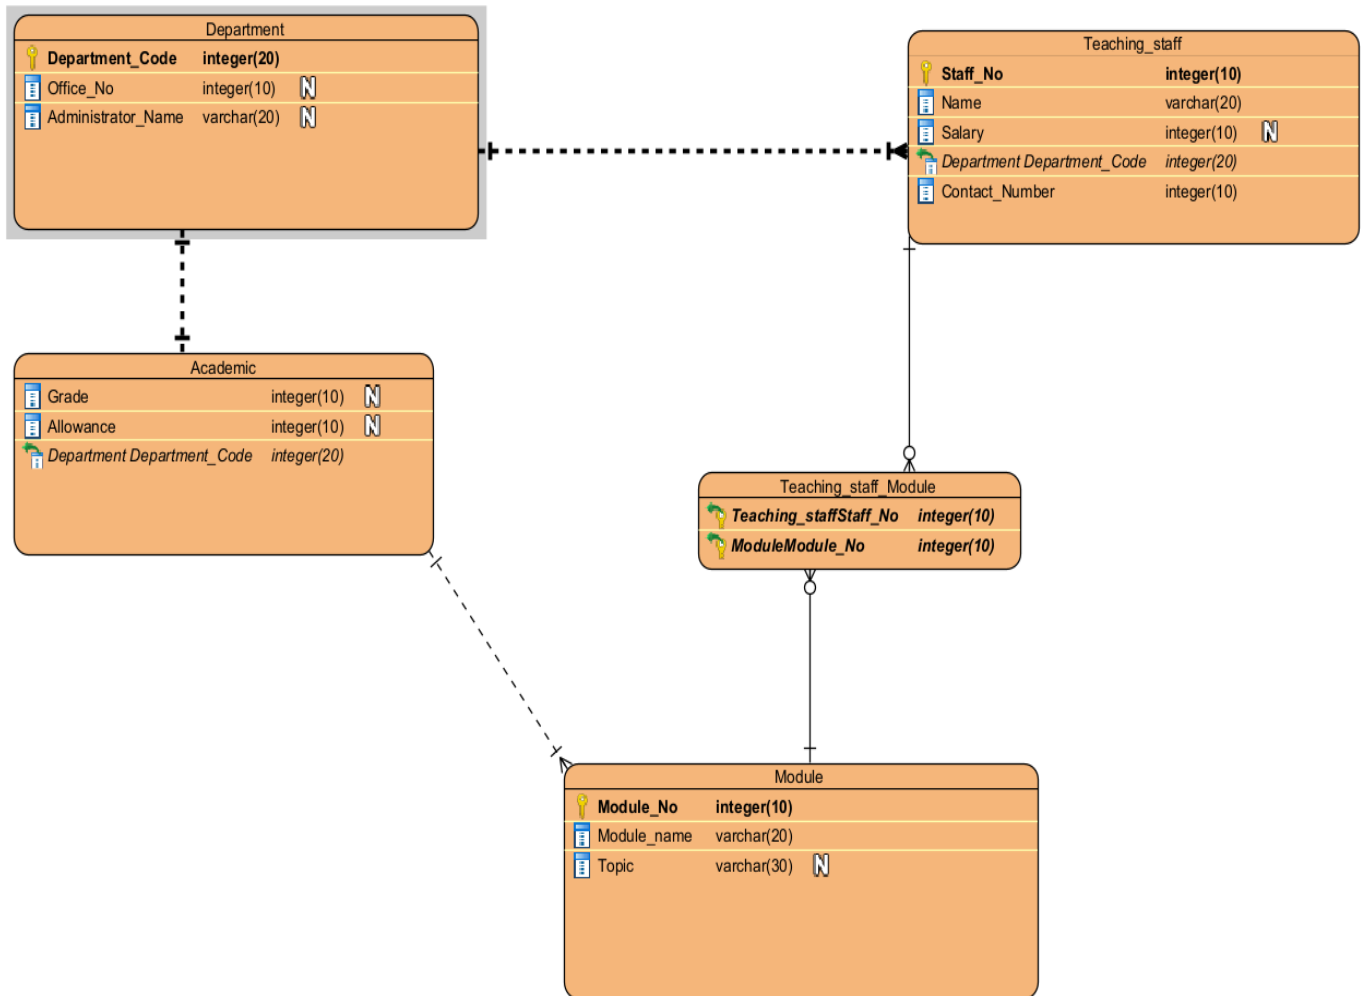 Department
Department_Code integer(20)
Office_No integer(10) N
Administrator_Name varchar(20) N
Teaching_staff
Staff_No integer(10)
Name varchar(20)
Salary integer(10) N
Department Department_Code integer(20)
Contact_Number integer(10)
Academic
Grade integer(10) N
Allowance integer(10) N
Department Department_Code integer(20)
Teaching_staff_Module
Teaching_staffStaff_No integer(10)
ModuleModule_No integer(10)
Module
Module_No integer(10)
Module_name varchar(20)
Topic varchar(30) N